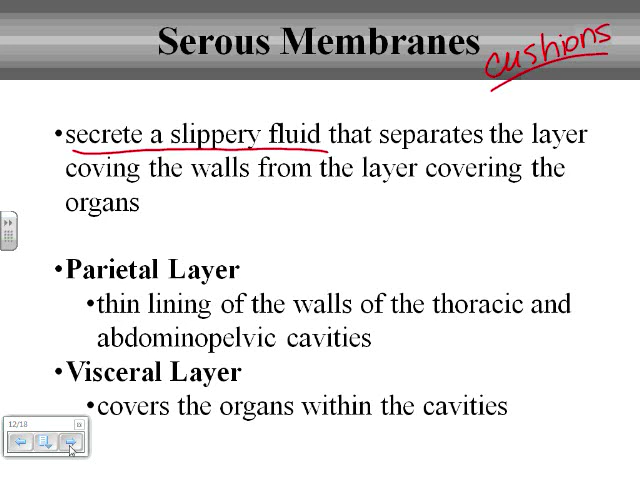 Serous Membranes
cushions
•secrete a slippery fluid that separates the layer
coving the walls from the layer covering the
organs
•Parietal Layer
•thin lining of the walls of the thoracic and
abdominopelvic cavities
•Visceral Layer
•covers the organs within the cavities
12/18